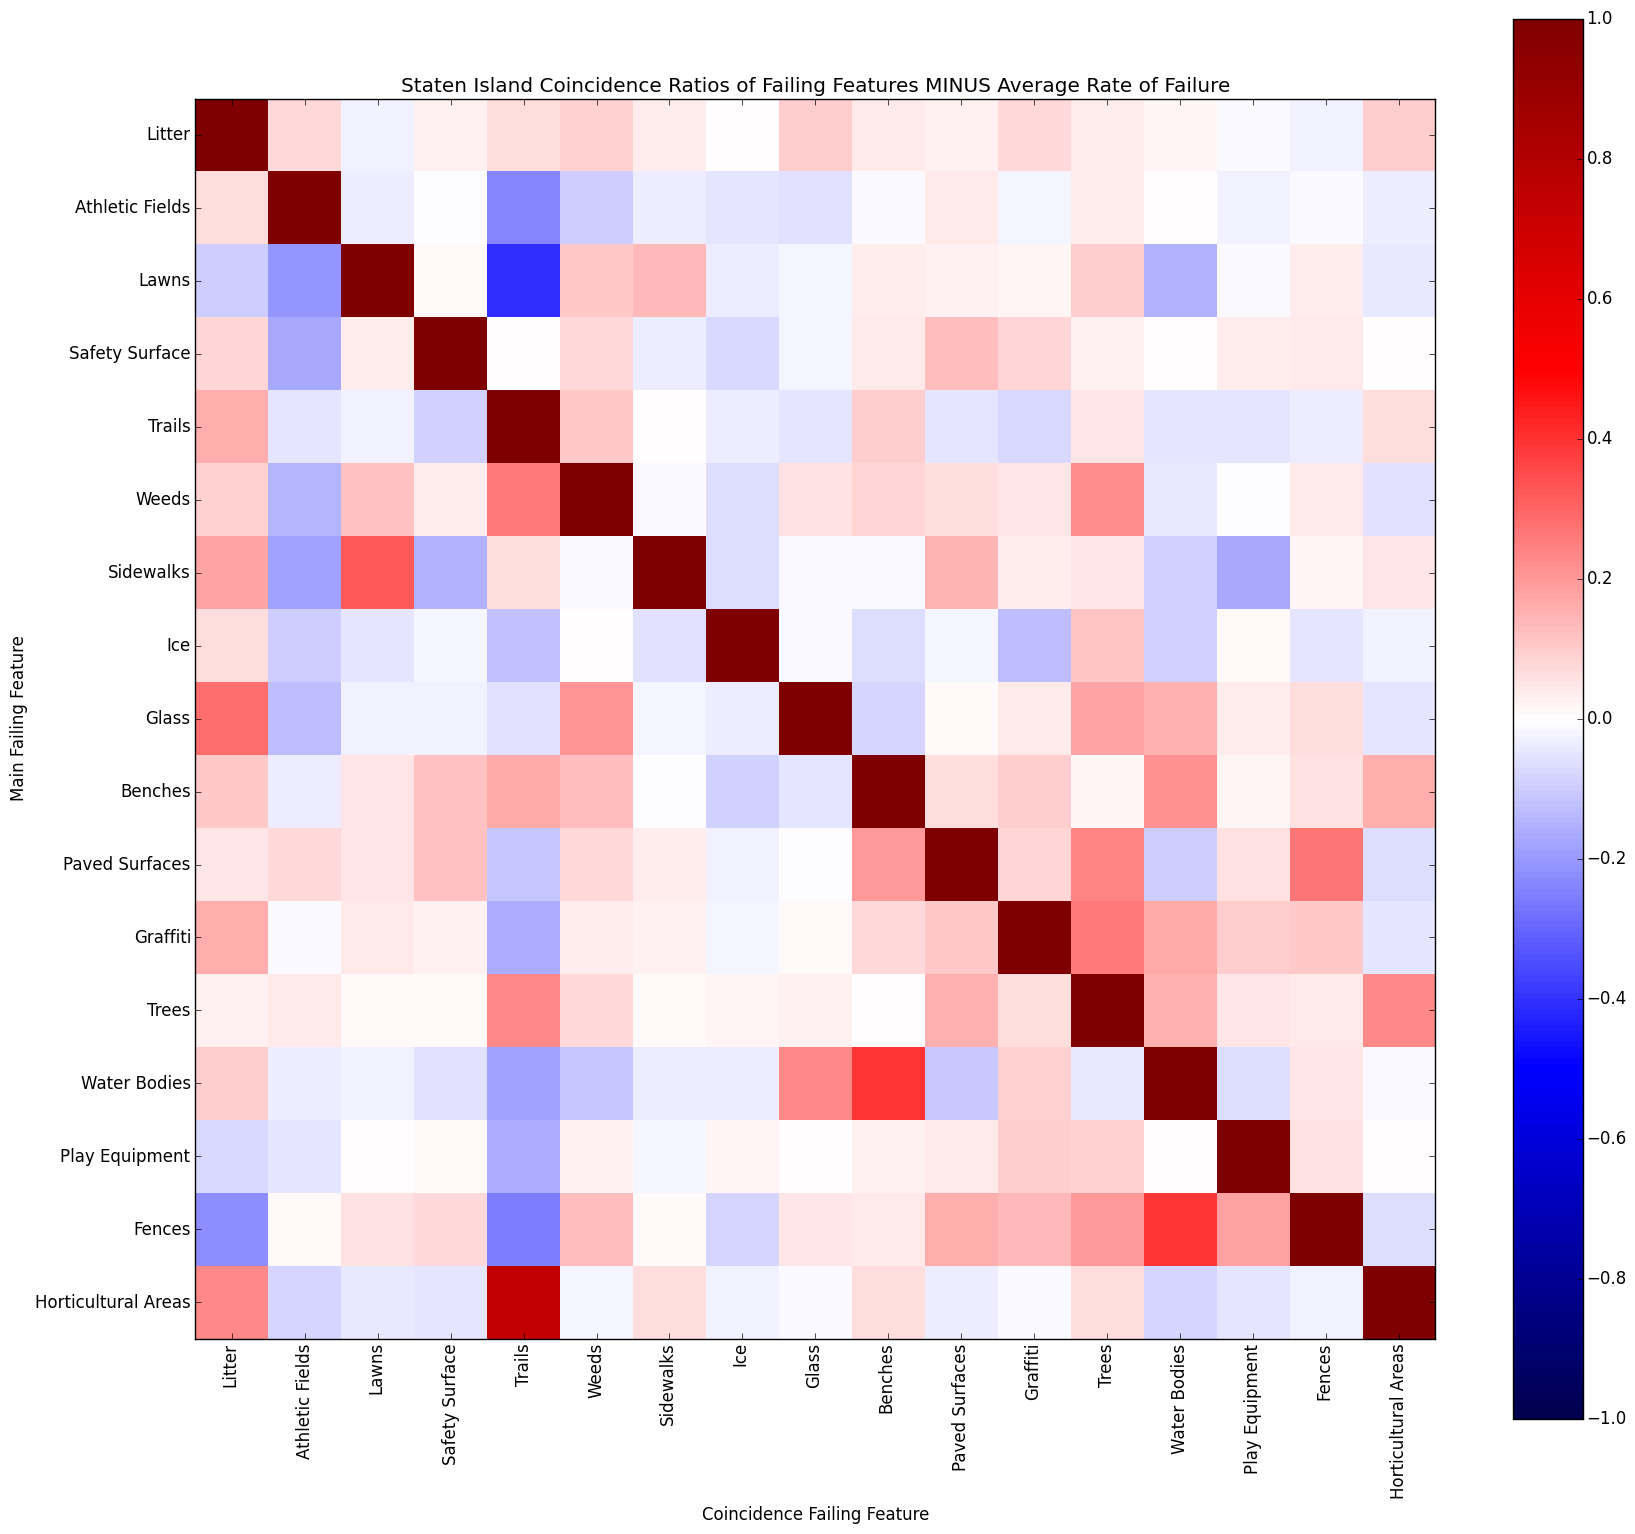 Staten Island Coincidence Ratios of Failing Features MINUS Average Rate of Failure
Main Failing Feature
Litter
Athletic Fields
Lawns
Safety Surface
Trails
Weeds
Sidewalks
Ice
Glass
Benches
Paved Surfaces
Graffiti
Trees
Water Bodies
Play Equipment
Fences
Horticultural Areas
Litter
Athletic Fields
Lawns
Safety Surface
Trails
Weeds
Sidewalks
Ice
Glass
Benches
Paved Surfaces
Graffiti
Trees
Water Bodies
Play Equipment
Fences
Horticultural Areas
Coincidence Failing Feature
1.0
0.8
0.6
0.4
0.2
0.0
−0.2
−0.4
−0.6
−0.8
−1.0